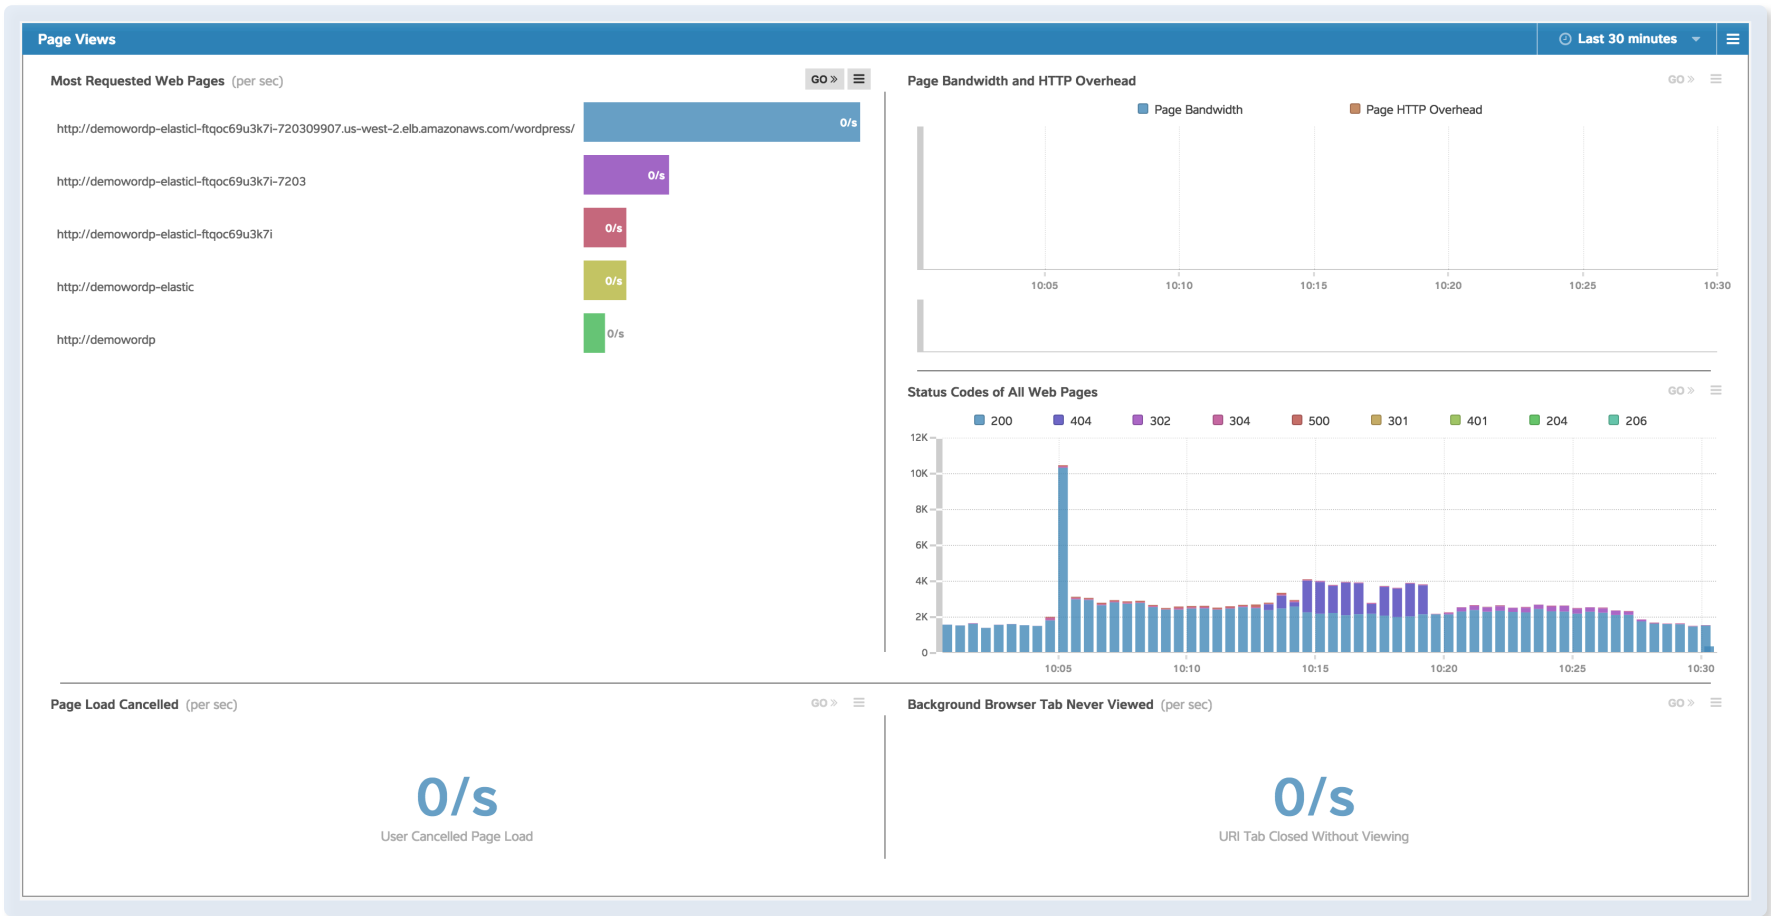 Page Views
Last 30 minutes
Most Requested Web Pages (per sec)
GO »
http://demowordp-elasticl-ftqoc69u3k7i-720309907.us-west-2.elb.amazonaws.com/wordpress/
0/s
http://demowordp-elasticl-ftqoc69u3k7i-7203
0/s
http://demowordp-elasticl-ftqoc69u3k7i
0/s
http://demowordp-elastic
0/s
http://demowordp
0/s
Page Bandwidth and HTTP Overhead
GO »
Page Bandwidth Page HTTP Overhead
10:05 10:10 10:15 10:20 10:25 10:30
Status Codes of All Web Pages
GO »
200 404 302 304 500 301 401 204 206
12K
10K
8K
6K
4K
2K
0
10:05 10:10 10:15 10:20 10:25 10:30
Page Load Cancelled (per sec)
GO »
0/s
User Cancelled Page Load
Background Browser Tab Never Viewed (per sec)
GO »
0/s
URI Tab Closed Without Viewing